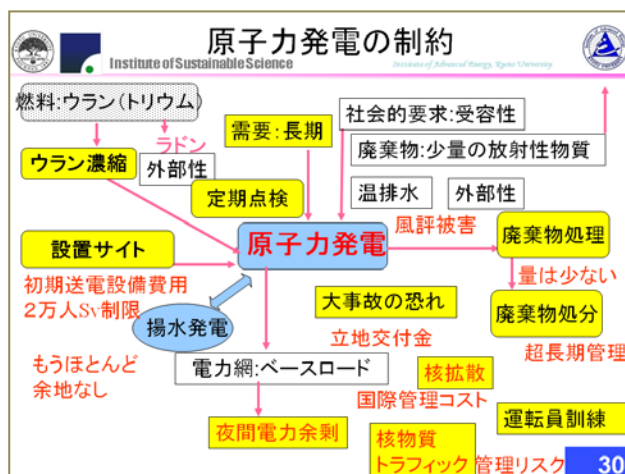 原子力発電の制約
Institute of Sustainable Science
Institute of Advanced Energy, Kyoto University
燃料:ウラン(トリウム)
ラドン
ウラン濃縮
外部性
定期点検
需要:長期
社会的要求:受容性
廃棄物:少量の放射性物質
温排水
外部性
設置サイト
原子力発電
風評被害
廃棄物処理
初期送電設備費用
2万人Sv制限
量は少ない
揚水発電
大事故の恐れ
廃棄物処分
立地交付金
超長期管理
もうほとんど
余地なし
電力網:ベースロード
核拡散
国際管理コスト
夜間電力余剰
運転員訓練
核物質
トラフィック
管理リスク
30